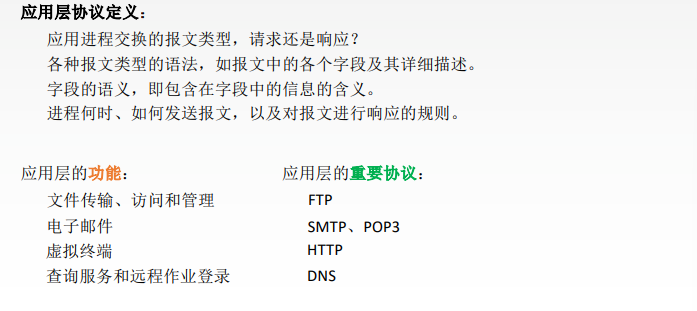 应用层协议定义：
应用进程交换的报文类型，请求还是响应？
各种报文类型的语法，如报文中的各个字段及其详细描述。
字段的语义，即包含在字段中的信息的含义。
进程何时、如何发送报文，以及对报文进行响应的规则。
应用层的功能： 应用层的重要协议：
文件传输、访问和管理 FTP
电子邮件 SMTP、POP3
虚拟终端 HTTP
查询服务和远程作业登录 DNS